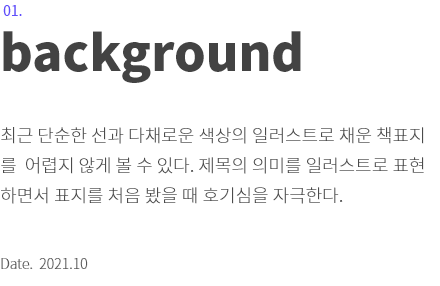 01.
background
최근 단순한 선과 다채로운 색상의 일러스트로 채운 책표지
를  어렵지 않게 볼 수 있다. 제목의 의미를 일러스트로 표현
하면서 표지를 처음 봤을 때 호기심을 자극한다.
Date.  2021.10